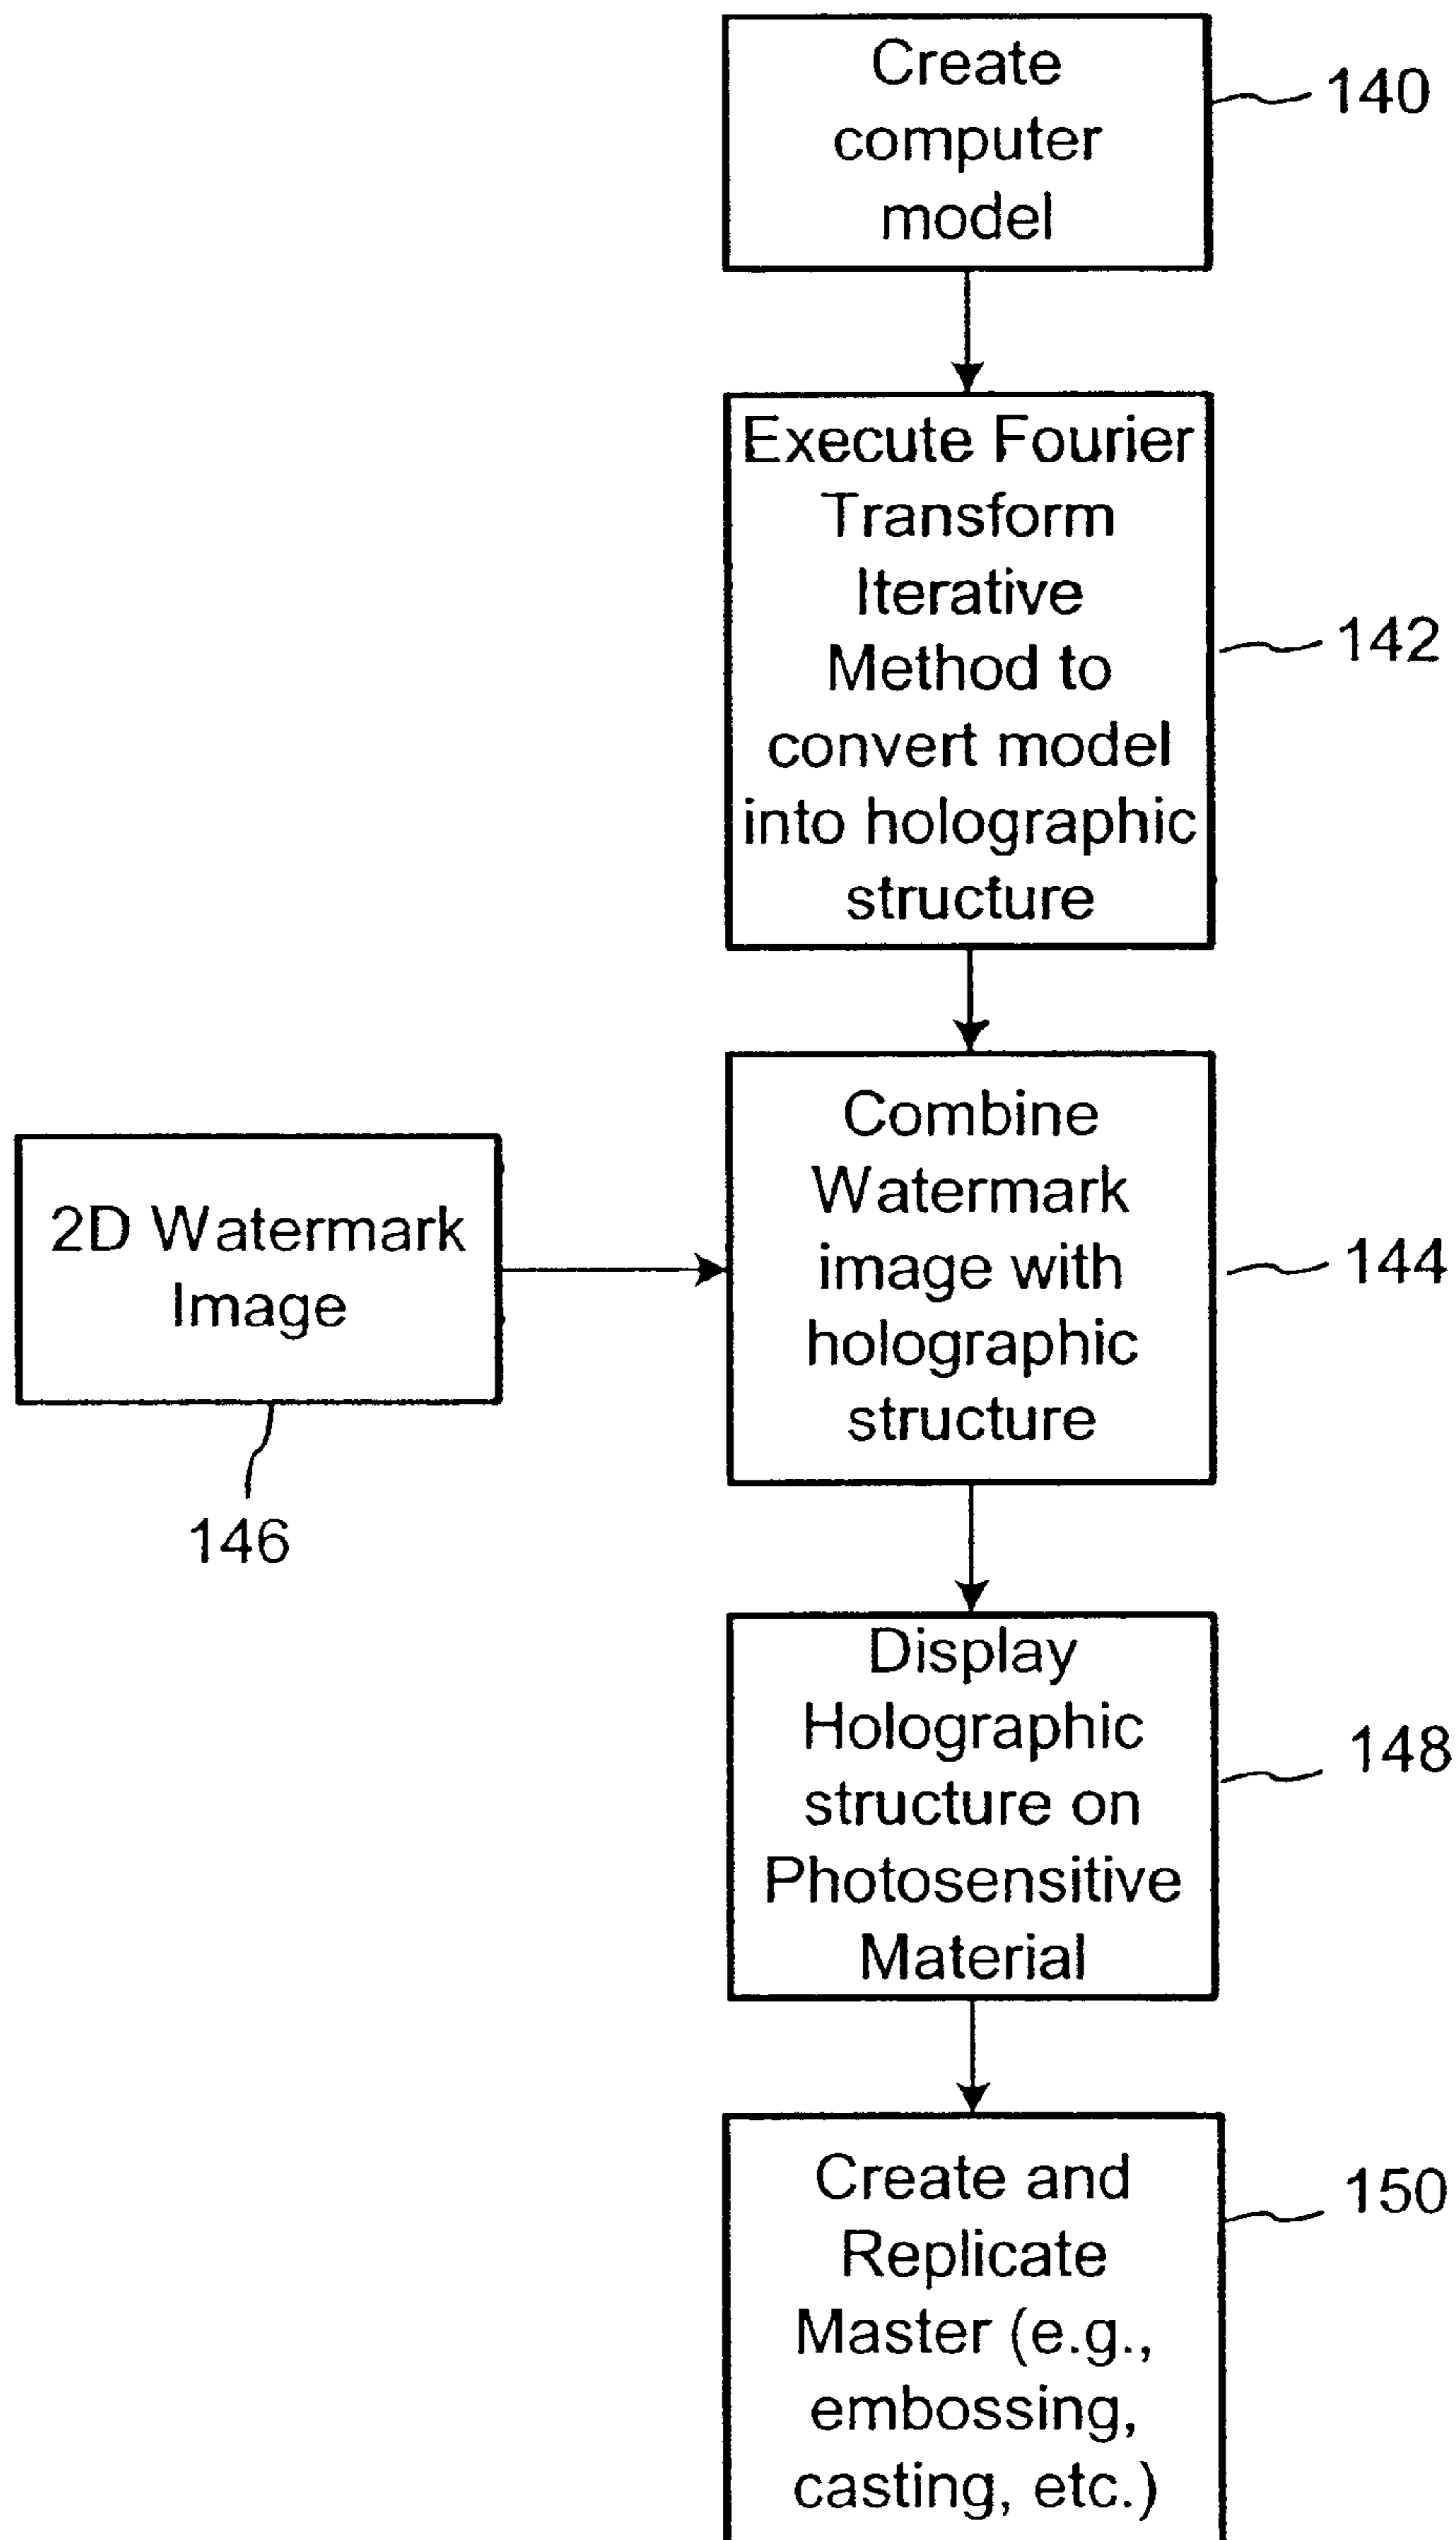 Create
computer
model
140
Execute Fourier
Transform
Iterative
Method to
convert model
into holographic
structure
142
Combine
Watermark
image with
holographic
structure
144
2D Watermark
Image
146
Display
Holographic
structure on
Photosensitive
Material
148
Create and
Replicate
Master (e.g.,
embossing,
casting, etc.)
150